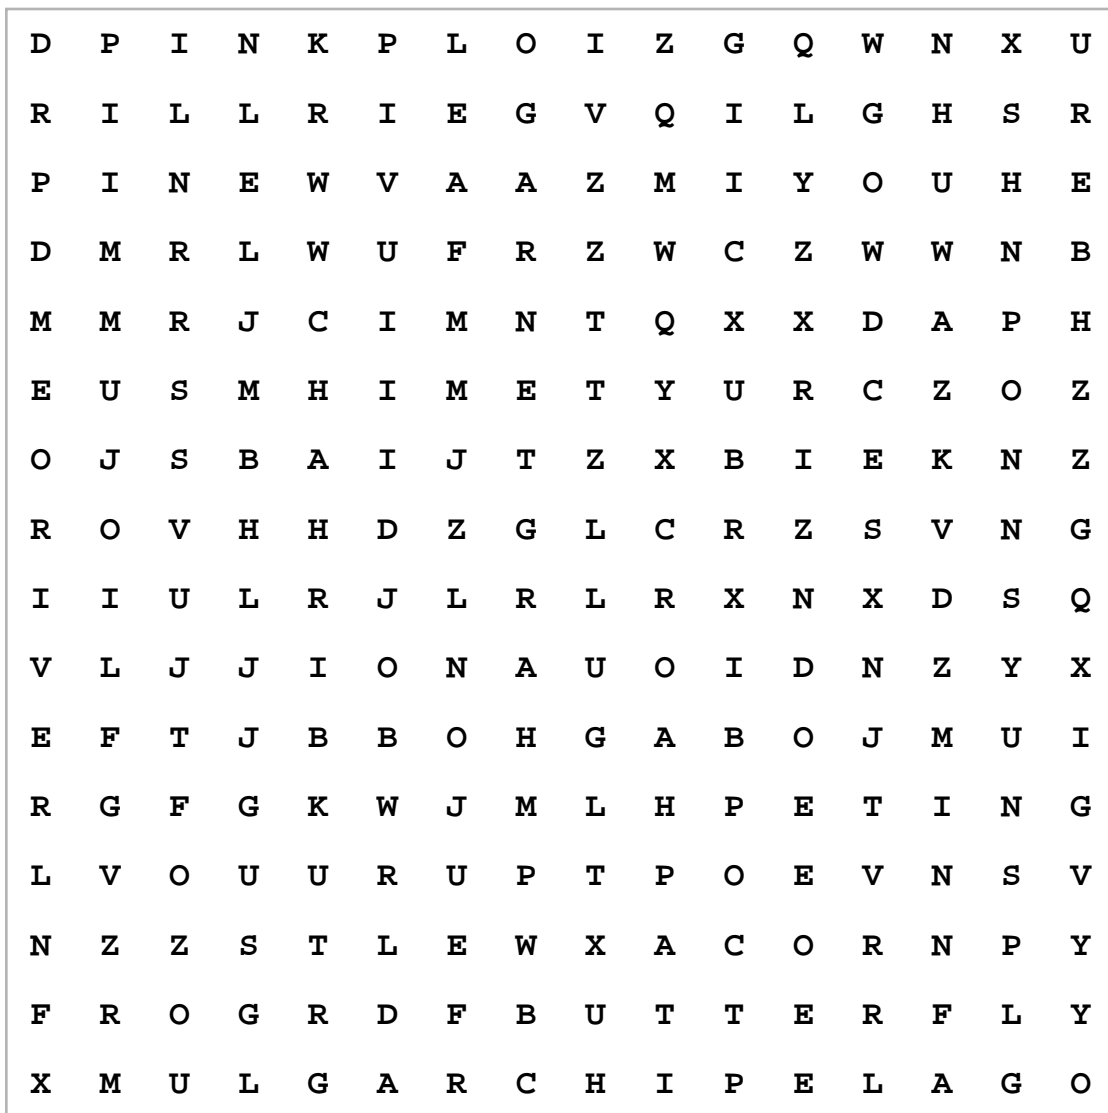 D P I N K P L O I Z G Q W N X U
R I L L R I E G V Q I L G H S R
P I N E W V A A Z M I Y O U H E
D M R L W U F R Z W C Z W W N B
M M R J C I M N T Q X X D A P H
E U S M H I M E T Y U R C Z O Z
O J S B A I J T Z X B I E K N Z
R O V H H D Z G L C R Z S V N G
I I U L R J L R L R X N X D S Q
V L J J I O N A U O I D N Z Y X
E F T J B B O H G A B O J M U I
R G F G K W J M L H P E T I N G
L V O U U R U P T P O E V N S V
N Z Z S T L E W X A C O R N P Y
F R O G R D F B U T T E R F L Y
X M U L G A R C H I P E L A G O